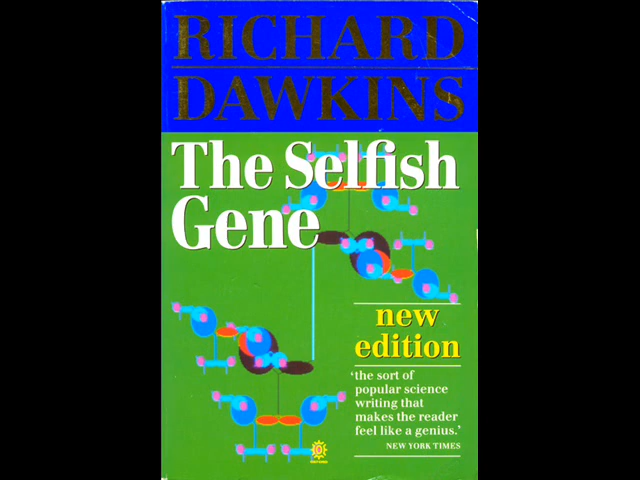 RICHARD
DAWKINS
The Selfish
Gene
new
edition
'the sort of
popular science
writing that
makes the reader
feel like a genius.'
NEW YORK TIMES